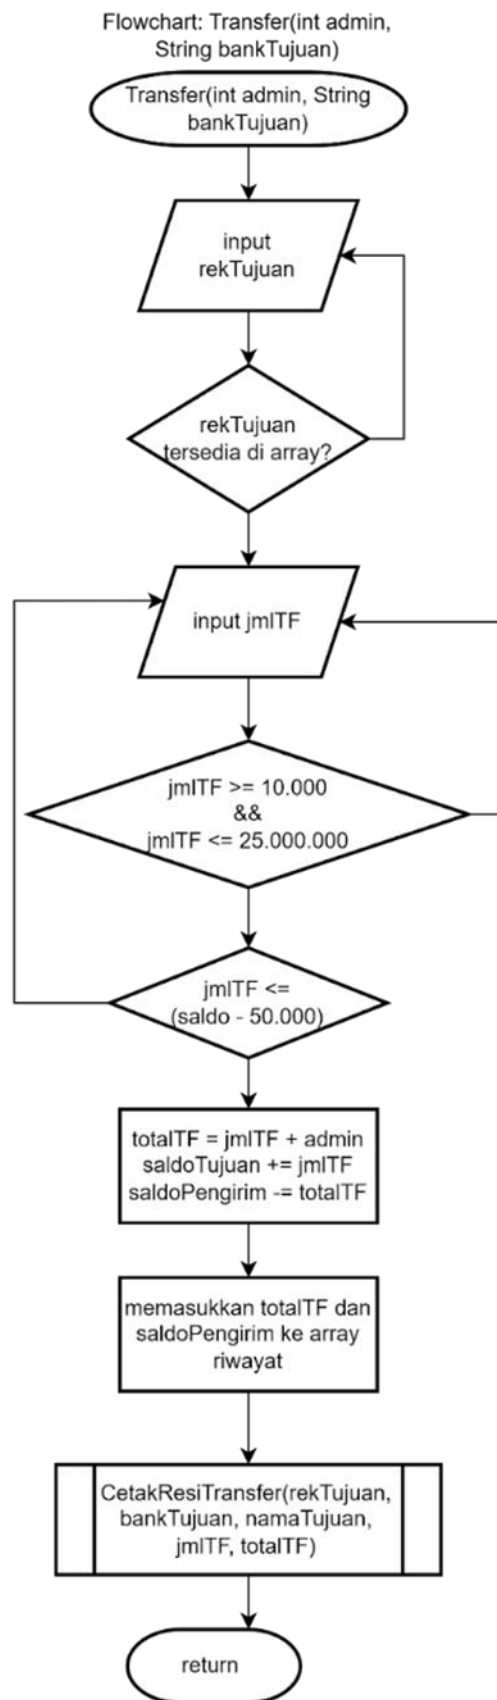 Flowchart: Transfer(int admin,
String bankTujuan)
Transfer(int admin, String
bankTujuan)
input
rekTujuan
rekTujuan
tersedia di array?
input jmlTF
jmlTF >= 10.000
&&
jmlTF <= 25.000.000
jmlTF <=
(saldo - 50.000)
totalTF = jmlTF + admin
saldoTujuan += jmlTF
saldoPengirim -= totalTF
memasukkan totalTF dan
saldoPengirim ke array
riwayat
CetakResiTransfer(rekTujuan,
bankTujuan, namaTujuan,
jmlTF, totalTF)
return